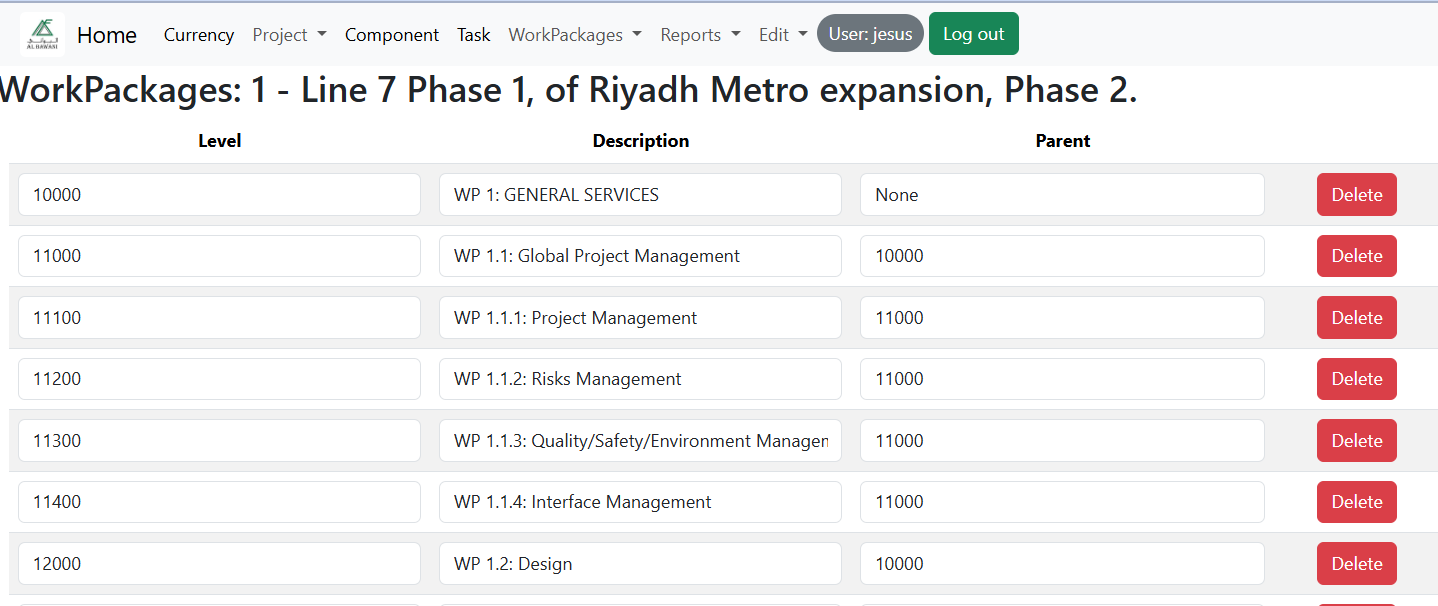 AL BAWANI
Home Currency Project Component Task WorkPackages Reports Edit User: jesus Log out
WorkPackages: 1 - Line 7 Phase 1, of Riyadh Metro expansion, Phase 2.
Level Description Parent
10000 WP 1: GENERAL SERVICES None Delete
11000 WP 1.1: Global Project Management 10000 Delete
11100 WP 1.1.1: Project Management 11000 Delete
11200 WP 1.1.2: Risks Management 11000 Delete
11300 WP 1.1.3: Quality/Safety/Environment Managen 11000 Delete
11400 WP 1.1.4: Interface Management 11000 Delete
12000 WP 1.2: Design 10000 Delete